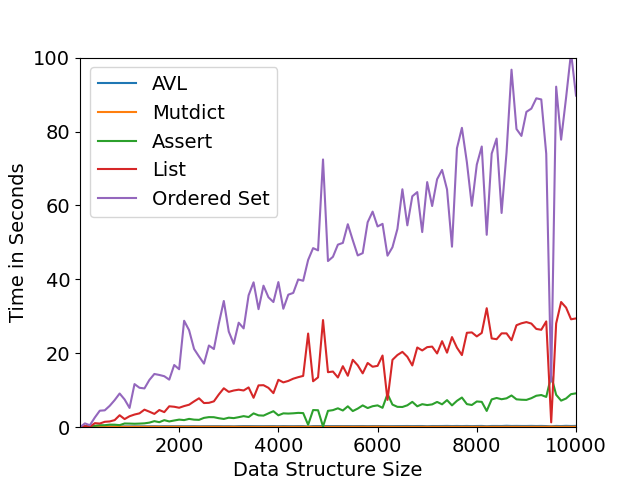 100
80
60
40
20
0
Time in Seconds
AVL
Mutdict
Assert
List
Ordered Set
2000 4000 6000 8000 10000
Data Structure Size